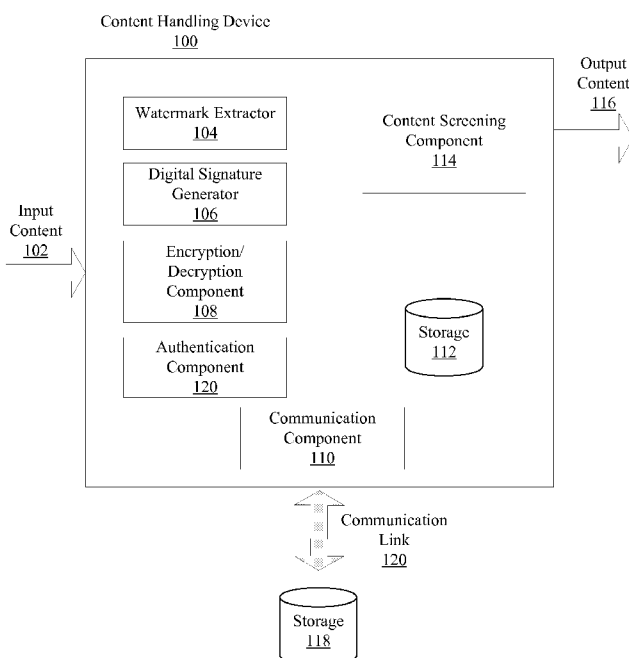 Content Handling Device
100
Output
Content
116
Watermark Extractor
104
Content Screening
Component
114
Digital Signature
Generator
106
Input
Content
102
Encryption/
Decryption
Component
108
Storage
112
Authentication
Component
120
Communication
Component
110
Communication
Link
120
Storage
118